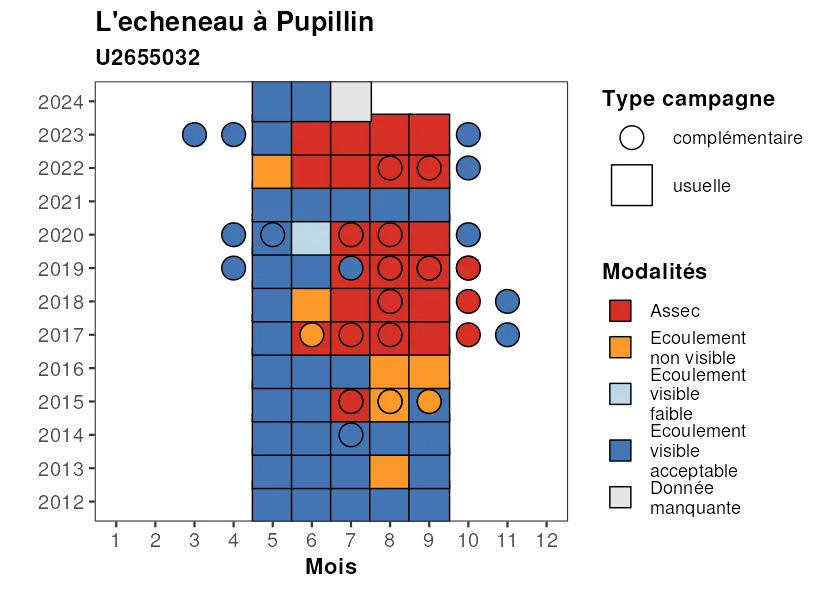 L'echeneau à Pupillin
U2655032
2024
2023
2022
2021
2020
2019
2018
2017
2016
2015
2014
2013
2012
1 2 3 4 5 6 7 8 9 10 11 12
Mois
Type campagne
complémentaire
usuelle
Modalités
Assec
Ecoulement
non visible
Ecoulement
visible
faible
Ecoulement
visible
acceptable
Donnée
manquante